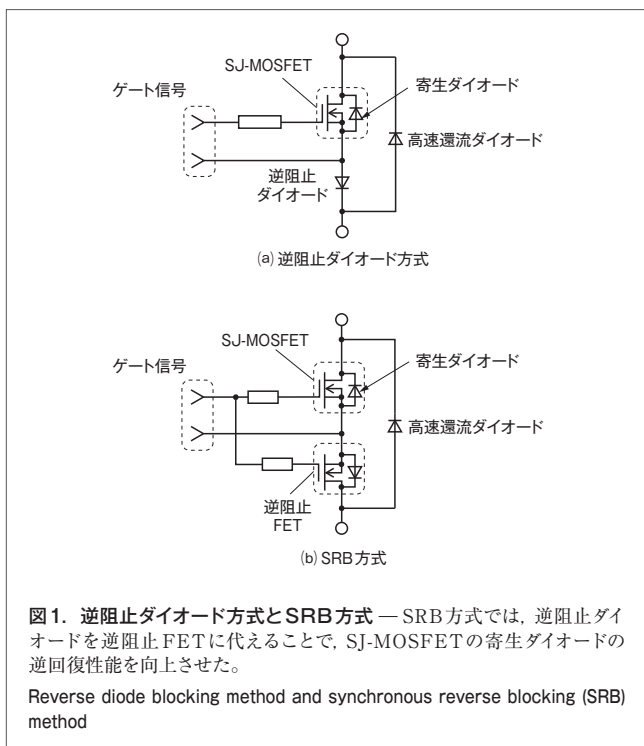 SJ-MOSFET
ゲート信号
寄生ダイオード
高速還流ダイオード
逆阻止
ダイオード
(a) 逆阻止ダイオード方式
SJ-MOSFET
ゲート信号
寄生ダイオード
高速還流ダイオード
逆阻止
FET
(b) SRB方式
図1. 逆阻止ダイオード方式とSRB方式 — SRB方式では, 逆阻止ダイ
オードを逆阻止FETに代えることで, SJ-MOSFETの寄生ダイオードの
逆回復性能を向上させた。
Reverse diode blocking method and synchronous reverse blocking (SRB)
method